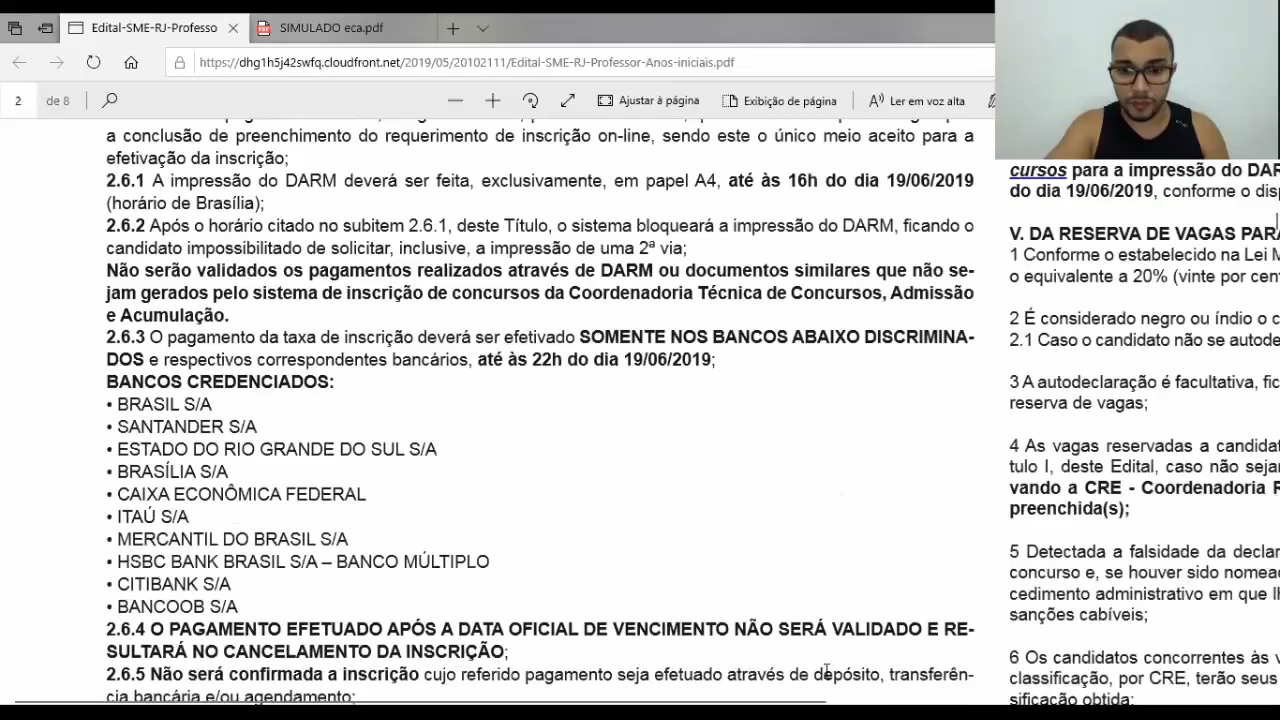 Edital-SME-RJ-Professo
SIMULADO eca.pdf
https://dhg1h5j42swfq.cloudfront.net/2019/05/20102111/Edital-SME-RJ-Professor-Anos-iniciais.pdf
2 de 8
Ajustar à página
Exibição de página
Ler em voz alta
a conclusão de preenchimento do requerimento de inscrição on-line, sendo este o único meio aceito para a
efetivação da inscrição;
2.6.1 A impressão do DARM deverá ser feita, exclusivamente, em papel A4, até às 16h do dia 19/06/2019
(horário de Brasília);
2.6.2 Após o horário citado no subitem 2.6.1, deste Título, o sistema bloqueará a impressão do DARM, ficando o
candidato impossibilitado de solicitar, inclusive, a impressão de uma 2ª via;
Não serão validados os pagamentos realizados através de DARM ou documentos similares que não se-
jam gerados pelo sistema de inscrição de concursos da Coordenadoria Técnica de Concursos, Admissão
e Acumulação.
2.6.3 O pagamento da taxa de inscrição deverá ser efetivado SOMENTE NOS BANCOS ABAIXO DISCRIMINA-
DOS e respectivos correspondentes bancários, até às 22h do dia 19/06/2019;
BANCOS CREDENCIADOS:
• BRASIL S/A
• SANTANDER S/A
• ESTADO DO RIO GRANDE DO SUL S/A
• BRASÍLIA S/A
• CAIXA ECONÔMICA FEDERAL
• ITAÚ S/A
• MERCANTIL DO BRASIL S/A
• HSBC BANK BRASIL S/A – BANCO MÚLTIPLO
• CITIBANK S/A
• BANCOOB S/A
2.6.4 O PAGAMENTO EFETUADO APÓS A DATA OFICIAL DE VENCIMENTO NÃO SERÁ VALIDADO E RE-
SULTARÁ NO CANCELAMENTO DA INSCRIÇÃO;
2.6.5 Não será confirmada a inscrição cujo referido pagamento seja efetuado através de depósito, transferên-
cia bancária e/ou agendamento;
cursos para a impressão do DA
do dia 19/06/2019, conforme o disp
V. DA RESERVA DE VAGAS PAR
1 Conforme o estabelecido na Lei M
o equivalente a 20% (vinte por cen
2 É considerado negro ou índio o c
2.1 Caso o candidato não se autode
3 A autodeclaração é facultativa, fic
reserva de vagas;
4 As vagas reservadas a candidat
tulo I, deste Edital, caso não seja
vando a CRE - Coordenadoria R
preenchida(s);
5 Detectada a falsidade da declar
concurso e, se houver sido nomea
cedimento administrativo em que lh
sanções cabíveis;
6 Os candidatos concorrentes às v
classificação, por CRE, terão seus
sificação obtida;